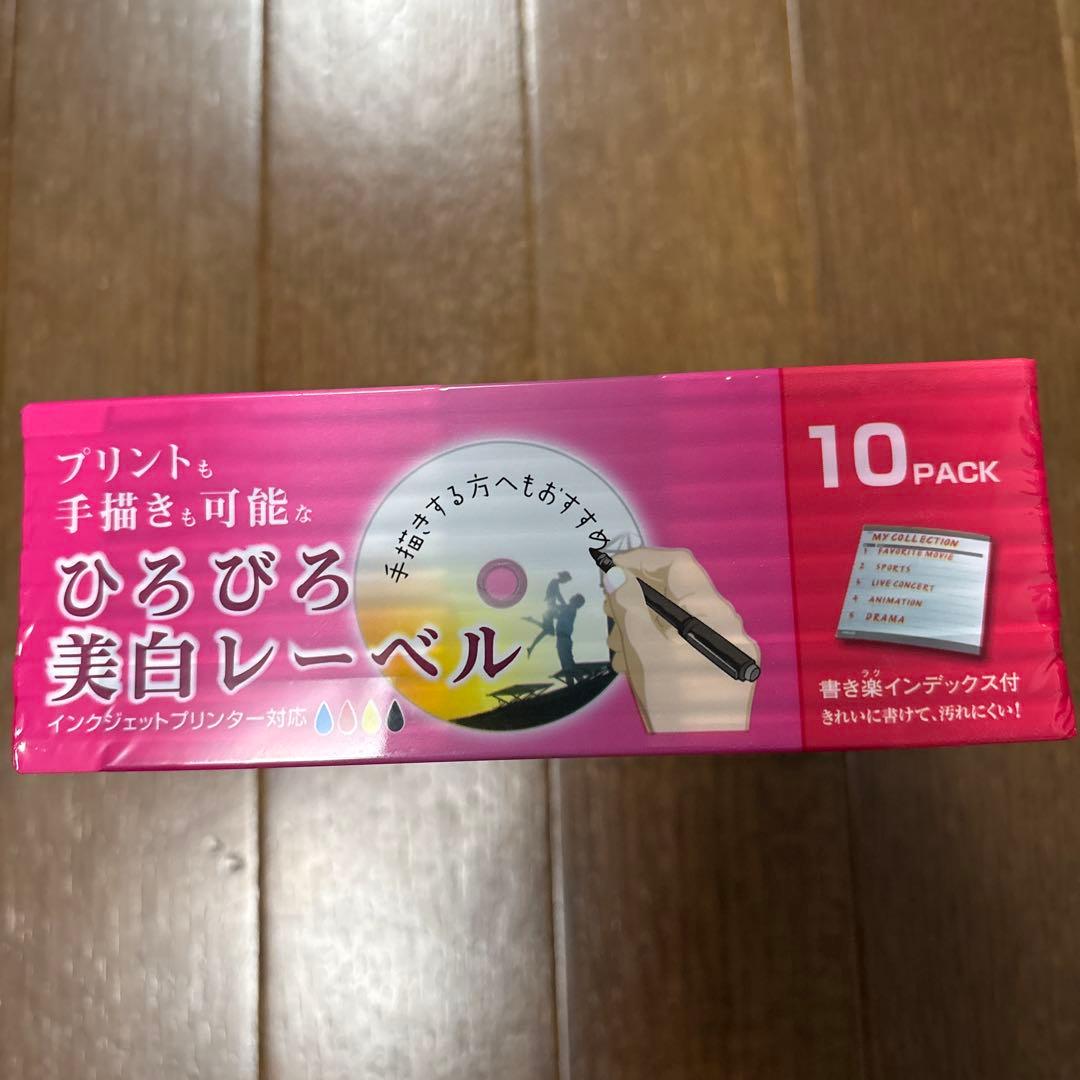 プリントも
手描きも可能な
ひろびろ
美白レーベル
インクジェットプリンター対応
手描きする方へもおすすめ
10PACK
MY COLLECTION
1 FAVORITE MOVIE
2 SPORTS
3 LIVE CONCERT
4 ANIMATION
5 DRAMA
ラク
書き楽インデックス付
きれいに書けて、汚れにくい!